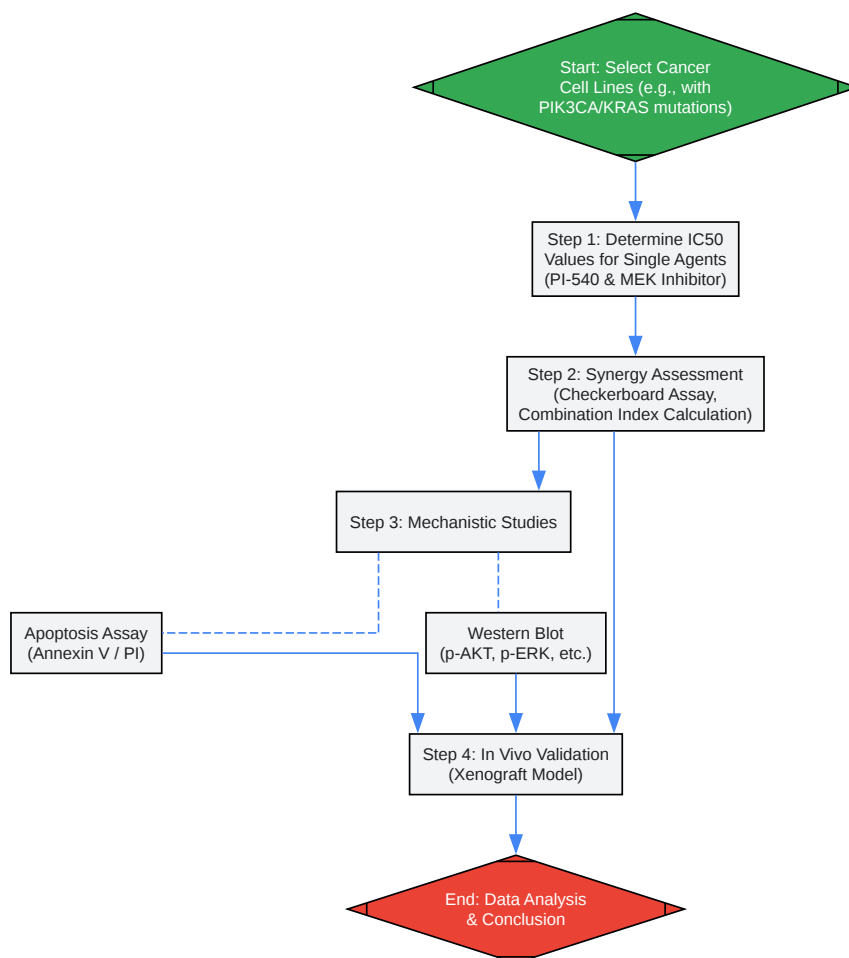 Start: Select Cancer
Cell Lines (e.g., with
PIK3CA/KRAS mutations)
Step 1: Determine IC50
Values for Single Agents
(PI-540 & MEK Inhibitor)
Step 2: Synergy Assessment
(Checkerboard Assay,
Combination Index Calculation)
Step 3: Mechanistic Studies
Apoptosis Assay
(Annexin V / PI)
Western Blot
(p-AKT, p-ERK, etc.)
Step 4: In Vivo Validation
(Xenograft Model)
End: Data Analysis
& Conclusion